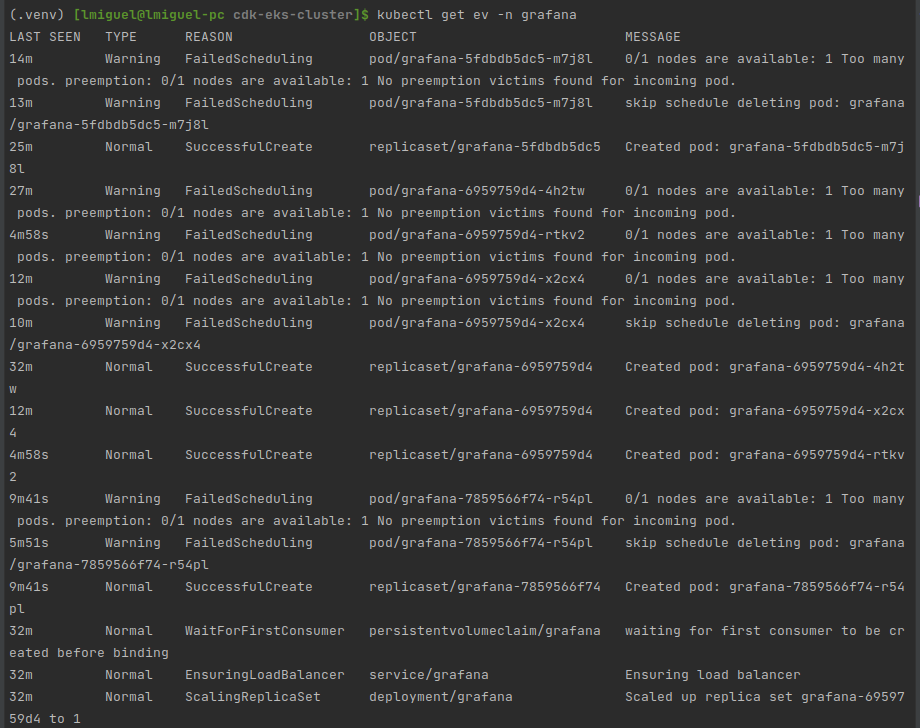 (.venv) [lmiguel@lmiguel-pc cdk-eks-cluster]$ kubectl get ev -n grafana
LAST SEEN   TYPE      REASON                 OBJECT                          MESSAGE
14m         Warning   FailedScheduling       pod/grafana-5fdbdb5dc5-m7j8l    0/1 nodes are available: 1 Too many
 pods. preemption: 0/1 nodes are available: 1 No preemption victims found for incoming pod.
13m         Warning   FailedScheduling       pod/grafana-5fdbdb5dc5-m7j8l    skip schedule deleting pod: grafana
/grafana-5fdbdb5dc5-m7j8l
25m         Normal    SuccessfulCreate       replicaset/grafana-5fdbdb5dc5   Created pod: grafana-5fdbdb5dc5-m7j
8l
27m         Warning   FailedScheduling       pod/grafana-6959759d4-4h2tw     0/1 nodes are available: 1 Too many
 pods. preemption: 0/1 nodes are available: 1 No preemption victims found for incoming pod.
4m58s       Warning   FailedScheduling       pod/grafana-6959759d4-rtkv2     0/1 nodes are available: 1 Too many
 pods. preemption: 0/1 nodes are available: 1 No preemption victims found for incoming pod.
12m         Warning   FailedScheduling       pod/grafana-6959759d4-x2cx4     0/1 nodes are available: 1 Too many
 pods. preemption: 0/1 nodes are available: 1 No preemption victims found for incoming pod.
10m         Warning   FailedScheduling       pod/grafana-6959759d4-x2cx4     skip schedule deleting pod: grafana
/grafana-6959759d4-x2cx4
32m         Normal    SuccessfulCreate       replicaset/grafana-6959759d4    Created pod: grafana-6959759d4-4h2t
w
12m         Normal    SuccessfulCreate       replicaset/grafana-6959759d4    Created pod: grafana-6959759d4-x2cx
4
4m58s       Normal    SuccessfulCreate       replicaset/grafana-6959759d4    Created pod: grafana-6959759d4-rtkv
2
9m41s       Warning   FailedScheduling       pod/grafana-7859566f74-r54pl    0/1 nodes are available: 1 Too many
 pods. preemption: 0/1 nodes are available: 1 No preemption victims found for incoming pod.
5m51s       Warning   FailedScheduling       pod/grafana-7859566f74-r54pl    skip schedule deleting pod: grafana
/grafana-7859566f74-r54pl
9m41s       Normal    SuccessfulCreate       replicaset/grafana-7859566f74   Created pod: grafana-7859566f74-r54
pl
32m         Normal    WaitForFirstConsumer   persistentvolumeclaim/grafana   waiting for first consumer to be cr
eated before binding
32m         Normal    EnsuringLoadBalancer   service/grafana                 Ensuring load balancer
32m         Normal    ScalingReplicaSet      deployment/grafana              Scaled up replica set grafana-69597
59d4 to 1